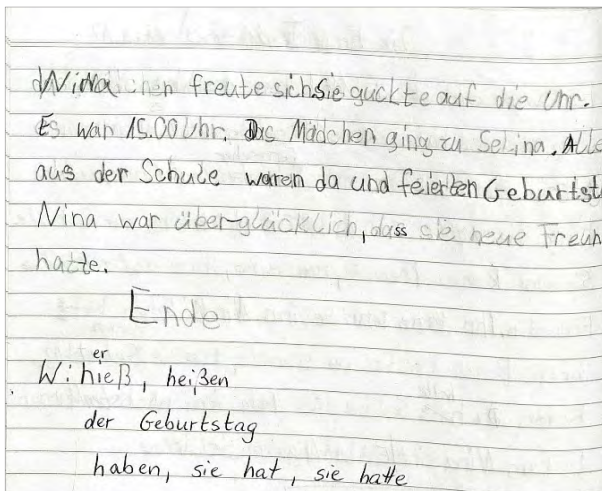 Nina freute sich Sie guckte auf die Uhr.
Es war 15.00 Uhr. Das Mädchen ging zu Selina. Alle
aus der Schule waren da und feierten Geburtst
Nina war überglücklich, dass sie neue Freun
hatte.
Ende
er
W: hieß, heißen
der Geburtstag
haben, sie hat, sie hatte